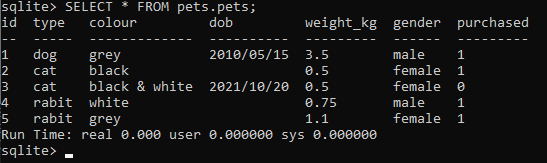 sqlite> SELECT * FROM pets.pets;
id  type   colour         dob         weight_kg  gender  purchased
--  -----  -------------  ----------  ---------  ------  ---------
1   dog    grey           2010/05/15  3.5        male    1
2   cat    black                      0.5        female  1
3   cat    black & white  2021/10/20  0.5        female  0
4   rabit  white                      0.75       male    1
5   rabit  grey                       1.1        female  1
Run Time: real 0.000 user 0.000000 sys 0.000000
sqlite>